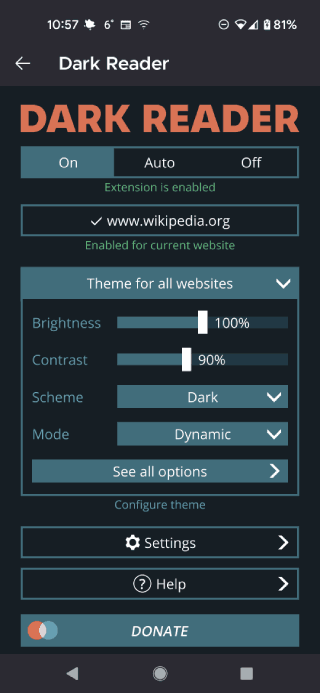 10:57 6° 81%
Dark Reader
DARK READER
On Auto Off
Extension is enabled
www.wikipedia.org
Enabled for current website
Theme for all websites
Brightness 100%
Contrast 90%
Scheme Dark
Mode Dynamic
See all options
Configure theme
Settings
? Help
DONATE